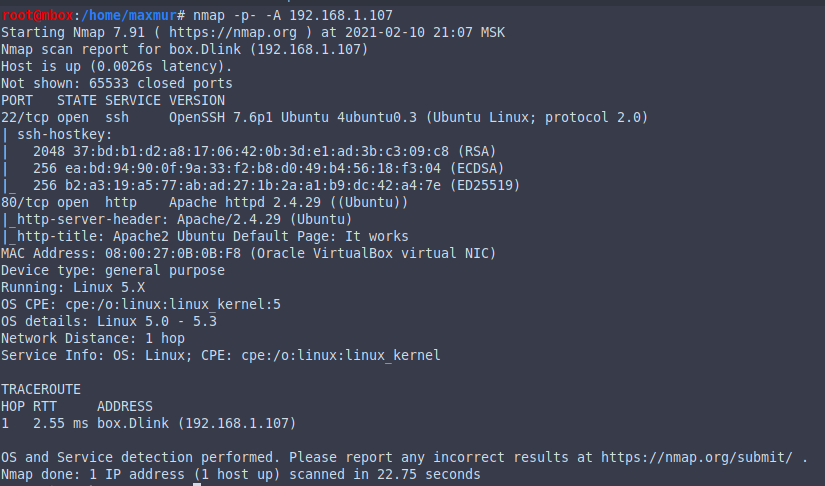 root@mbox:/home/maxmur# nmap -p- -A 192.168.1.107
Starting Nmap 7.91 ( https://nmap.org ) at 2021-02-10 21:07 MSK
Nmap scan report for box.Dlink (192.168.1.107)
Host is up (0.0026s latency).
Not shown: 65533 closed ports
PORT   STATE SERVICE VERSION
22/tcp open  ssh     OpenSSH 7.6p1 Ubuntu 4ubuntu0.3 (Ubuntu Linux; protocol 2.0)
| ssh-hostkey:
|   2048 37:bd:b1:d2:a8:17:06:42:0b:3d:e1:ad:3b:c3:09:c8 (RSA)
|   256 ea:bd:94:90:0f:9a:33:f2:b8:d0:49:b4:56:18:f3:04 (ECDSA)
|_  256 b2:a3:19:a5:77:ab:ad:27:1b:2a:a1:b9:dc:42:a4:7e (ED25519)
80/tcp open  http    Apache httpd 2.4.29 ((Ubuntu))
|_http-server-header: Apache/2.4.29 (Ubuntu)
|_http-title: Apache2 Ubuntu Default Page: It works
MAC Address: 08:00:27:0B:0B:F8 (Oracle VirtualBox virtual NIC)
Device type: general purpose
Running: Linux 5.X
OS CPE: cpe:/o:linux:linux_kernel:5
OS details: Linux 5.0 - 5.3
Network Distance: 1 hop
Service Info: OS: Linux; CPE: cpe:/o:linux:linux_kernel
TRACEROUTE
HOP RTT     ADDRESS
1   2.55 ms box.Dlink (192.168.1.107)
OS and Service detection performed. Please report any incorrect results at https://nmap.org/submit/ .
Nmap done: 1 IP address (1 host up) scanned in 22.75 seconds